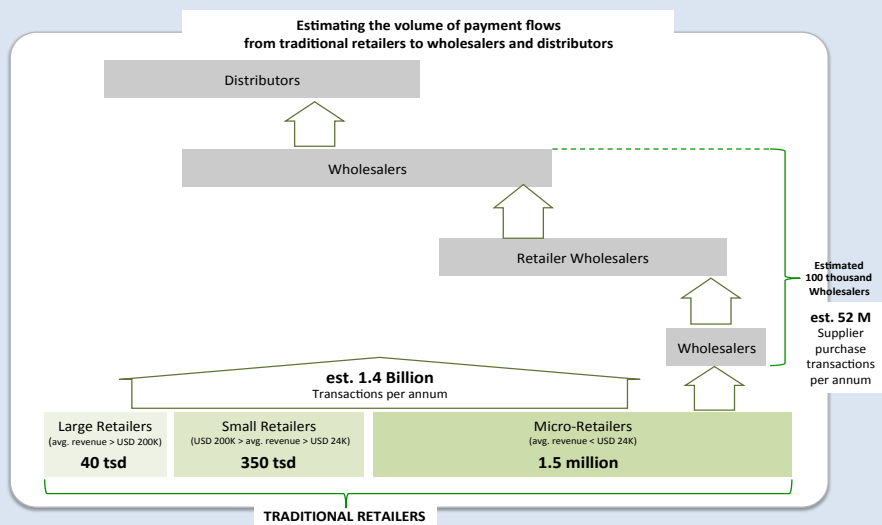 Estimating the volume of payment flows
from traditional retailers to wholesalers and distributors
Distributors
Wholesalers
Retailer Wholesalers
Estimated
100 thousand
Wholesalers
est. 52 M
Supplier
purchase
transactions
per annum
Wholesalers
est. 1.4 Billion
Transactions per annum
Large Retailers
(avg. revenue > USD 200K)
40 tsd
Small Retailers
(USD 200K > avg. revenue > USD 24K)
350 tsd
Micro-Retailers
(avg. revenue < USD 24K)
1.5 million
TRADITIONAL RETAILERS